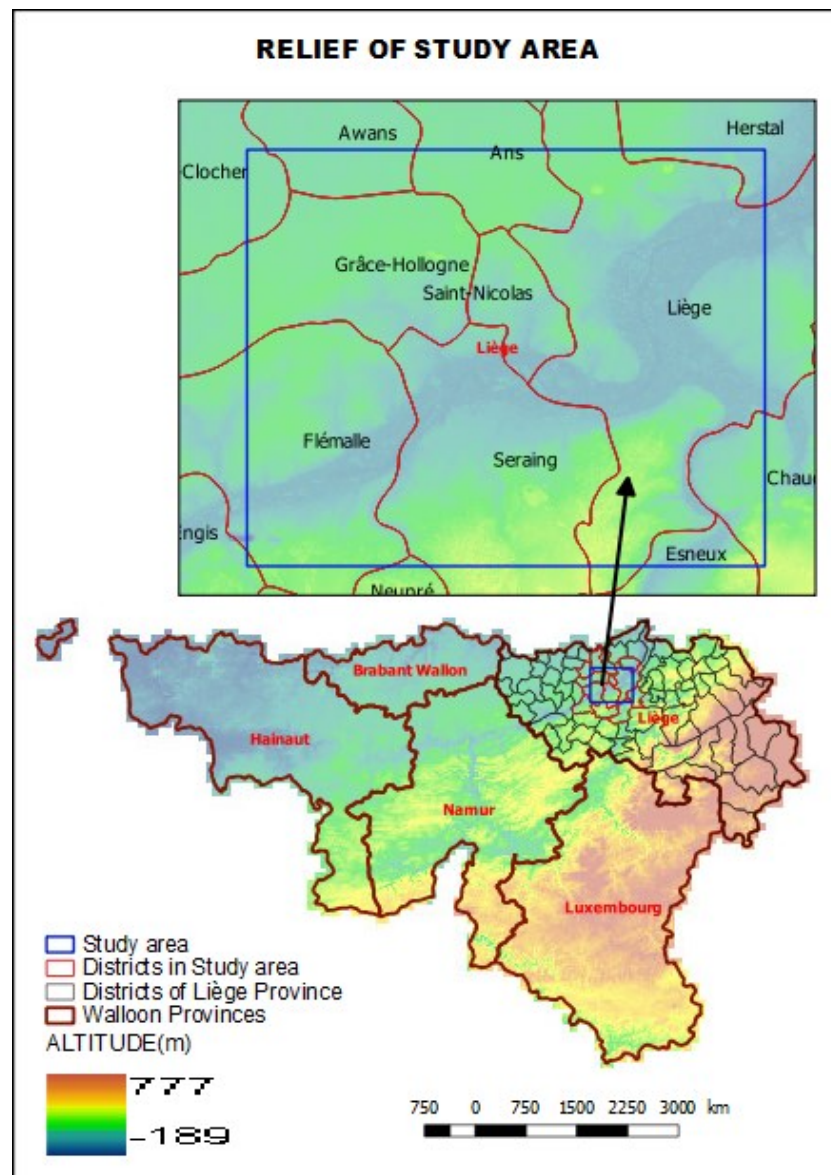 RELIEF OF STUDY AREA
Awans
Ans
Herstal
-Clocher
Grâce-Hollogne
Saint-Nicolas
Liège
Liège
Flémalle
Seraing
Chau
Engis
Esneux
Neupré
Brabant Wallon
Hainaut
Liège
Namur
Luxembourg
Study area
Districts in Study area
Districts of Liège Province
Walloon Provinces
ALTITUDE(m)
777
-189
750 0 750 1500 2250 3000 km